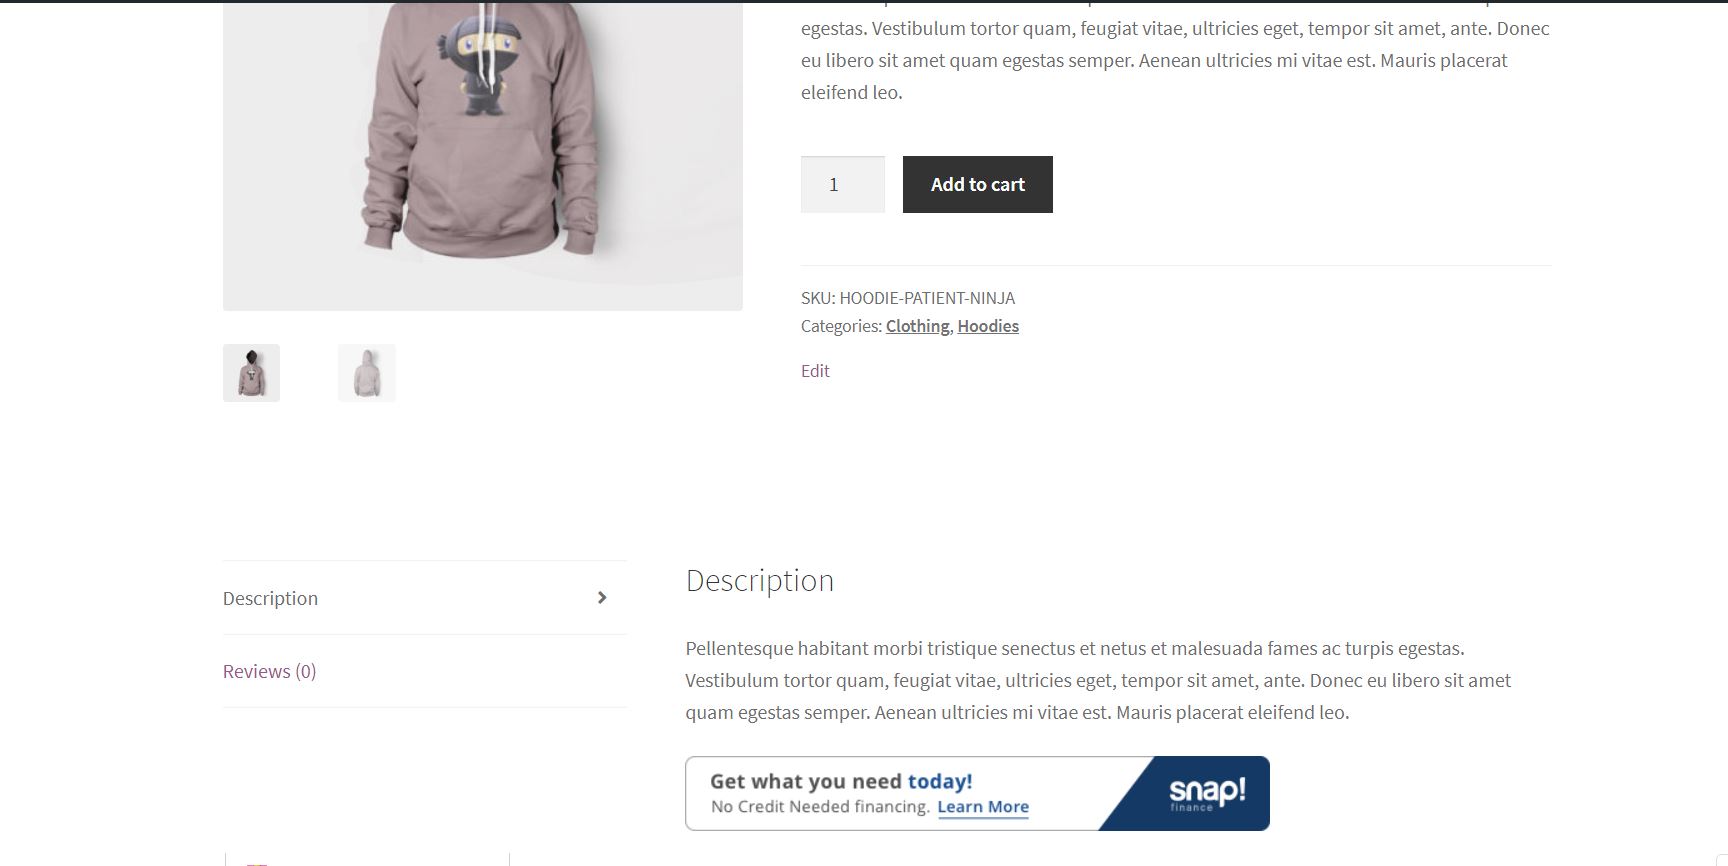 egestas. Vestibulum tortor quam, feugiat vitae, ultricies eget, tempor sit amet, ante. Donec
eu libero sit amet quam egestas semper. Aenean ultricies mi vitae est. Mauris placerat
eleifend leo.
1
Add to cart
SKU: HOODIE-PATIENT-NINJA
Categories: Clothing, Hoodies
Edit
Description
Reviews (0)
Description
Pellentesque habitant morbi tristique senectus et netus et malesuada fames ac turpis egestas.
Vestibulum tortor quam, feugiat vitae, ultricies eget, tempor sit amet, ante. Donec eu libero sit amet
quam egestas semper. Aenean ultricies mi vitae est. Mauris placerat eleifend leo.
Get what you need today!
No Credit Needed financing. Learn More
snap!
finance